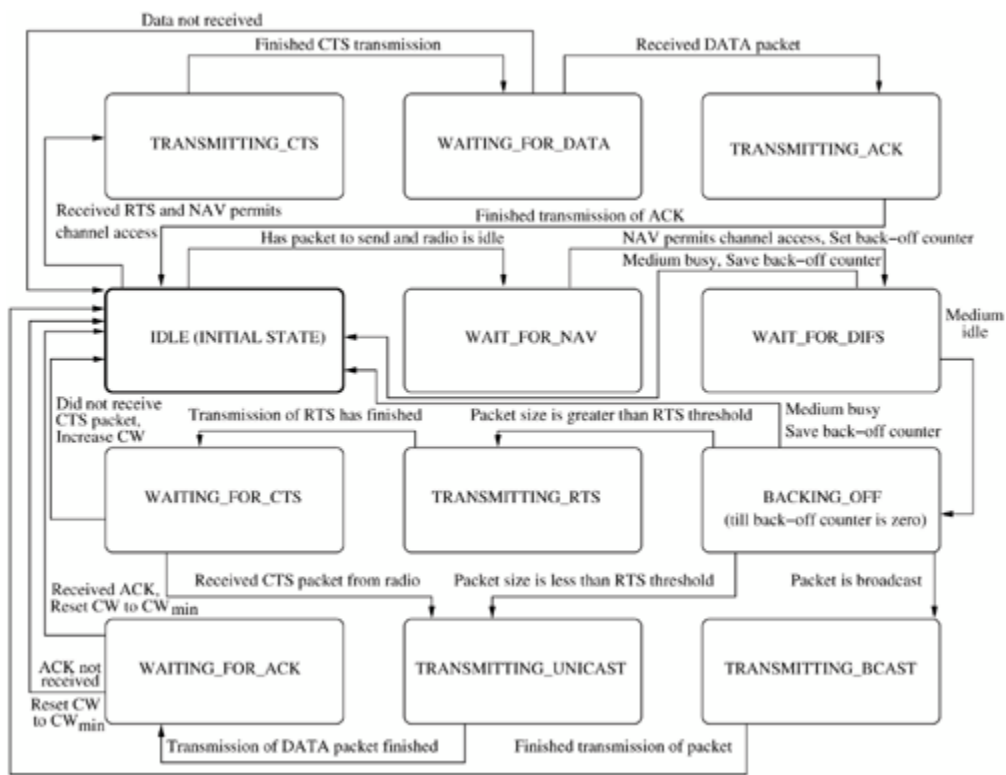 Data not received
Finished CTS transmission
Received DATA packet
TRANSMITTING_CTS
WAITING_FOR_DATA
TRANSMITTING_ACK
Received RTS and NAV permits
channel access
Finished transmission of ACK
Has packet to send and radio is idle
NAV permits channel access, Set back-off counter
Medium busy, Save back-off counter
IDLE (INITIAL STATE)
WAIT_FOR_NAV
WAIT_FOR_DIFS
Medium
idle
Did not receive
CTS packet,
Increase CW
Transmission of RTS has finished
Packet size is greater than RTS threshold
Medium busy
Save back-off counter
WAITING_FOR_CTS
TRANSMITTING_RTS
BACKING_OFF
(till back-off counter is zero)
Received CTS packet from radio
Packet size is less than RTS threshold
Packet is broadcast
Received ACK,
Reset CW to CWmin
WAITING_FOR_ACK
TRANSMITTING_UNICAST
TRANSMITTING_BCAST
ACK not
received
Reset CW
to CWmin
Transmission of DATA packet finished
Finished transmission of packet